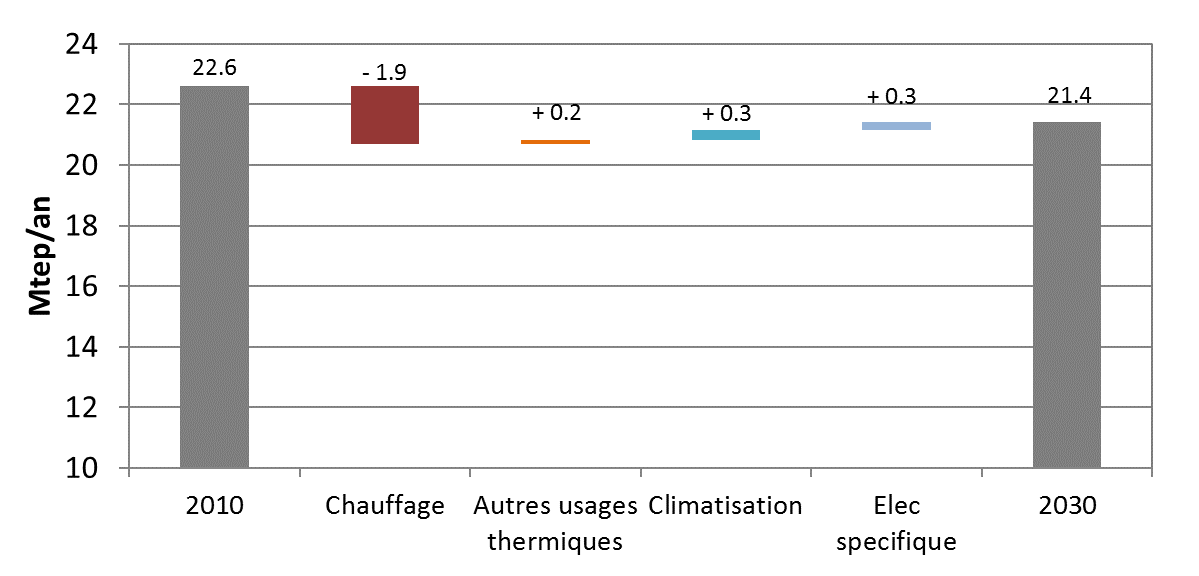 24
22
20
18
16
14
12
10
Mtep/an
22.6
- 1.9
+ 0.2
+ 0.3
+ 0.3
21.4
2010
Chauffage
Autres usages
thermiques
Climatisation
Elec
specifique
2030